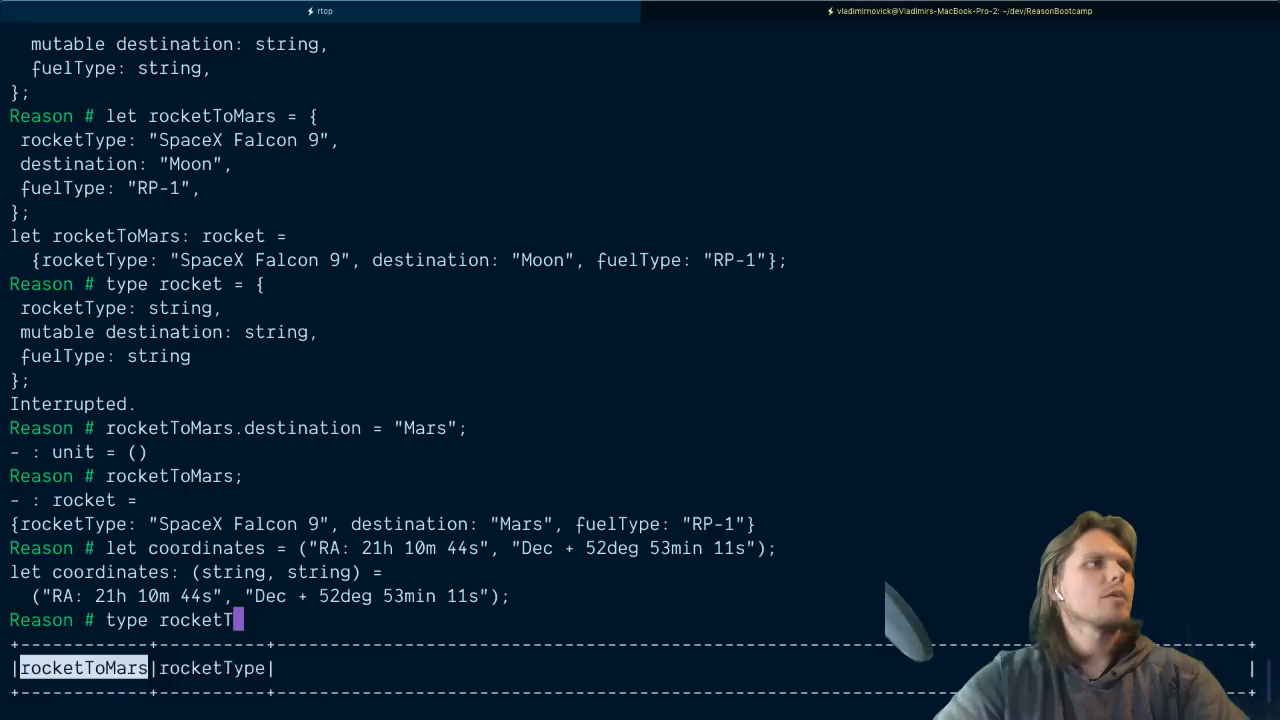 ⚡ rtop
⚡ vladimirnovick@Vladimirs-MacBook-Pro-2: ~/dev/ReasonBootcamp
mutable destination: string,
fuelType: string,
};
Reason # let rocketToMars = {
rocketType: "SpaceX Falcon 9",
destination: "Moon",
fuelType: "RP-1",
};
let rocketToMars: rocket =
{rocketType: "SpaceX Falcon 9", destination: "Moon", fuelType: "RP-1"};
Reason # type rocket = {
rocketType: string,
mutable destination: string,
fuelType: string
};
Interrupted.
Reason # rocketToMars.destination = "Mars";
- : unit = ()
Reason # rocketToMars;
- : rocket =
{rocketType: "SpaceX Falcon 9", destination: "Mars", fuelType: "RP-1"}
Reason # let coordinates = ("RA: 21h 10m 44s", "Dec + 52deg 53min 11s");
let coordinates: (string, string) =
("RA: 21h 10m 44s", "Dec + 52deg 53min 11s");
Reason # type rocketT
|rocketToMars|rocketType|